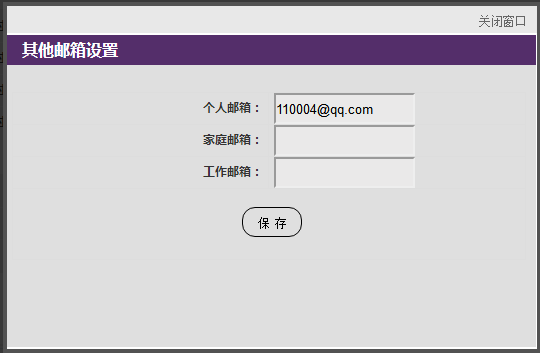 关闭窗口
其他邮箱设置
个人邮箱： 110004@qq.com
家庭邮箱：
工作邮箱：
保 存